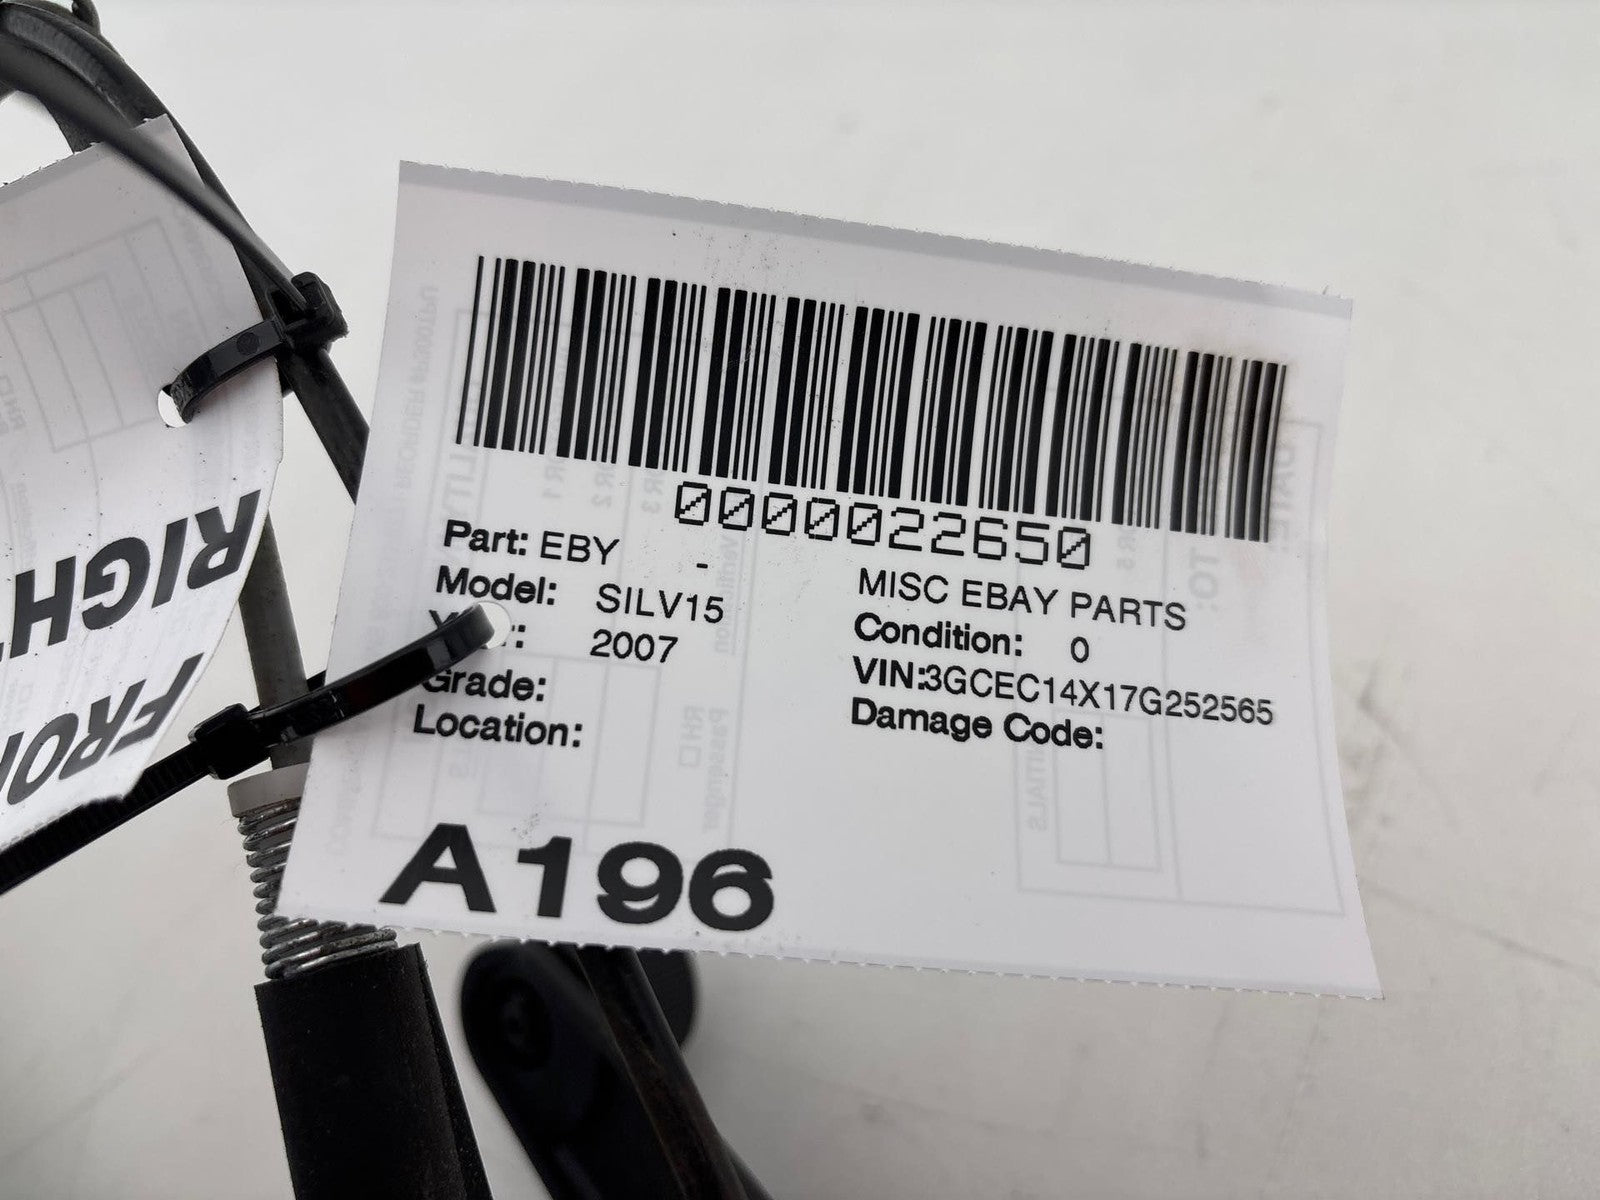 0000022650
Part: EBY -
MISC EBAY PARTS
Model: SILV15
Condition: 0
2007
VIN:3GCEC14X17G252565
Grade:
Damage Code:
Location:
A196
RIGH
FRO